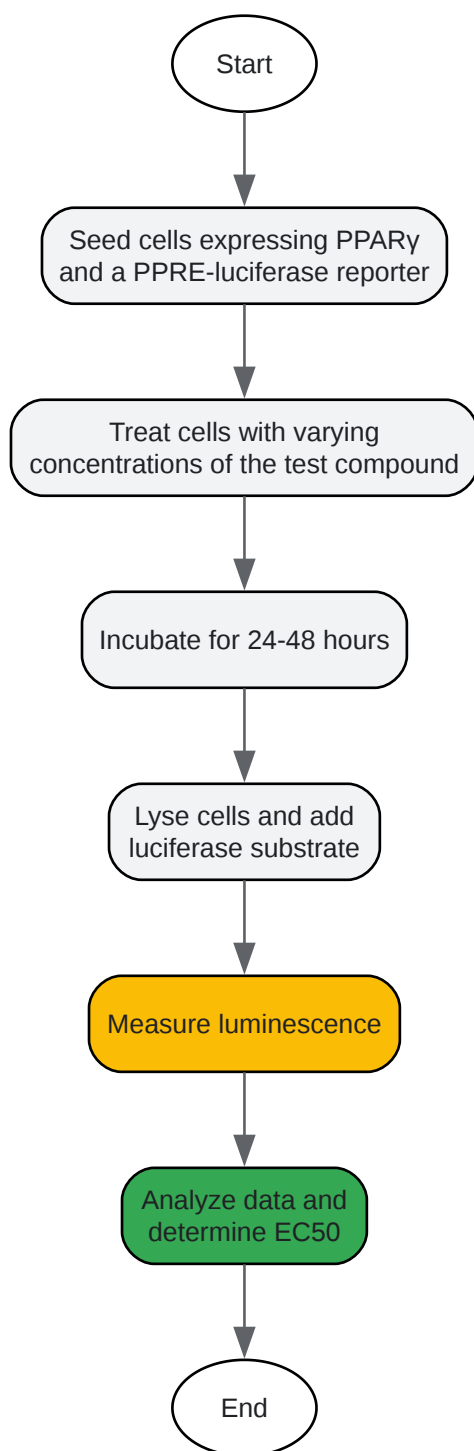 Start
Seed cells expressing PPARγ
and a PPRE-luciferase reporter
Treat cells with varying
concentrations of the test compound
Incubate for 24-48 hours
Lyse cells and add
luciferase substrate
Measure luminescence
Analyze data and
determine EC50
End